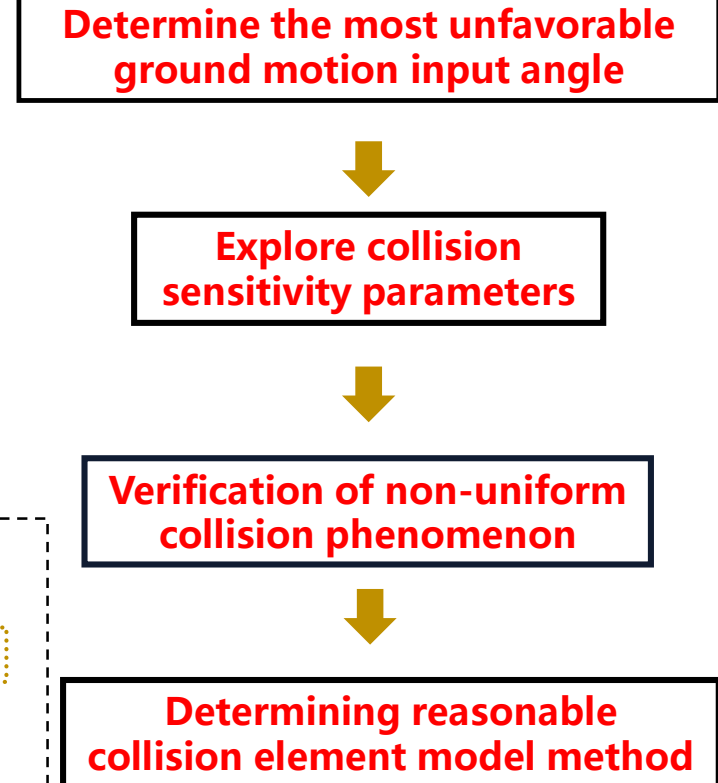 Determine the most unfavorable
ground motion input angle
Explore collision
sensitivity parameters
Verification of non-uniform
collision phenomenon
Determining reasonable
collision element model method